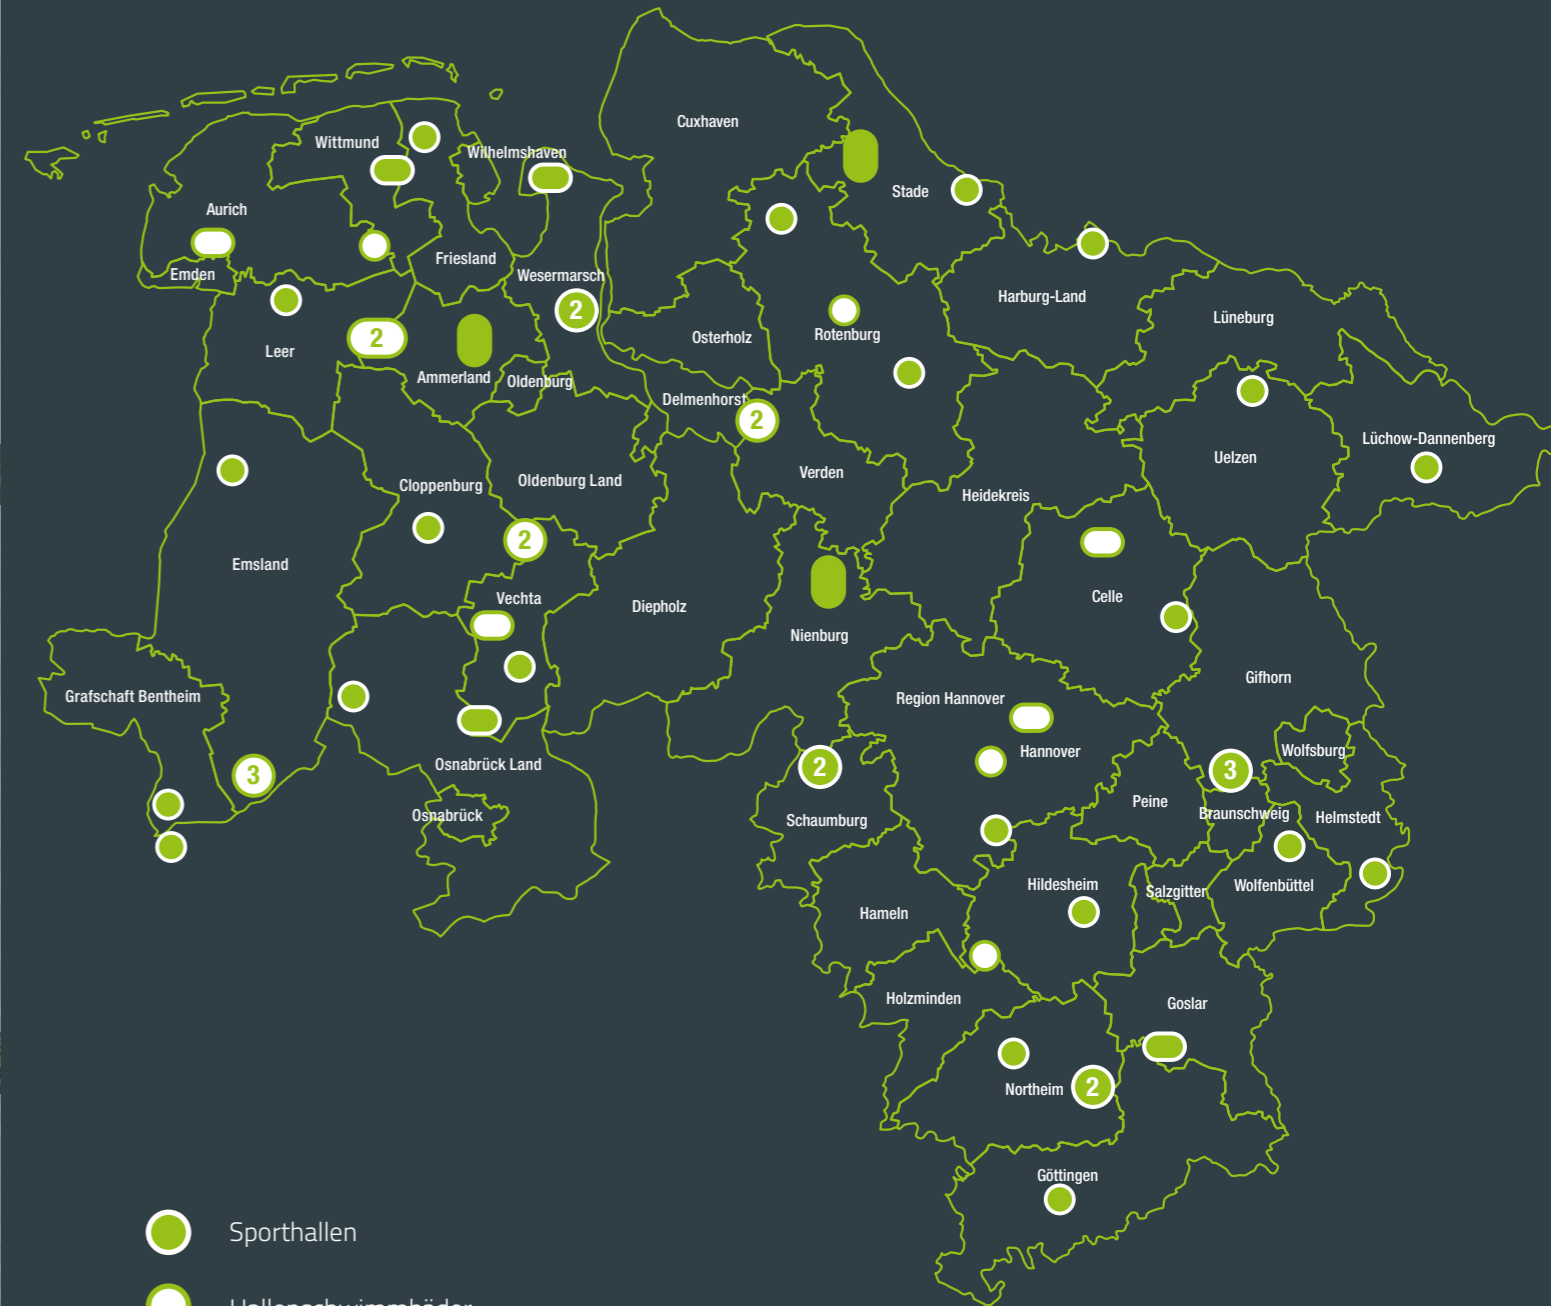 Cuxhaven
Wittmund
Wilhelmshaven
Stade
Aurich
Friesland
Emden
Wesermarsch
Harburg-Land
2
Lüneburg
Rotenburg
2
Osterholz
Leer
Ammerland
Oldenburg
Delmenhorst
2
Lüchow-Dannenberg
Uelzen
Verden
Oldenburg Land
Cloppenburg
Heidekreis
2
Emsland
Vechta
Celle
Diepholz
Nienburg
Gifhorn
Grafschaft Bentheim
Region Hannover
Hannover
Wolfsburg
Osnabrück Land
2
3
3
Peine
Osnabrück
Schaumburg
Braunschweig
Helmstedt
Hildesheim
Salzgitter
Wolfenbüttel
Hameln
Holzminden
Goslar
Northeim
2
Göttingen
Sporthallen
Hallenschwimmbäder